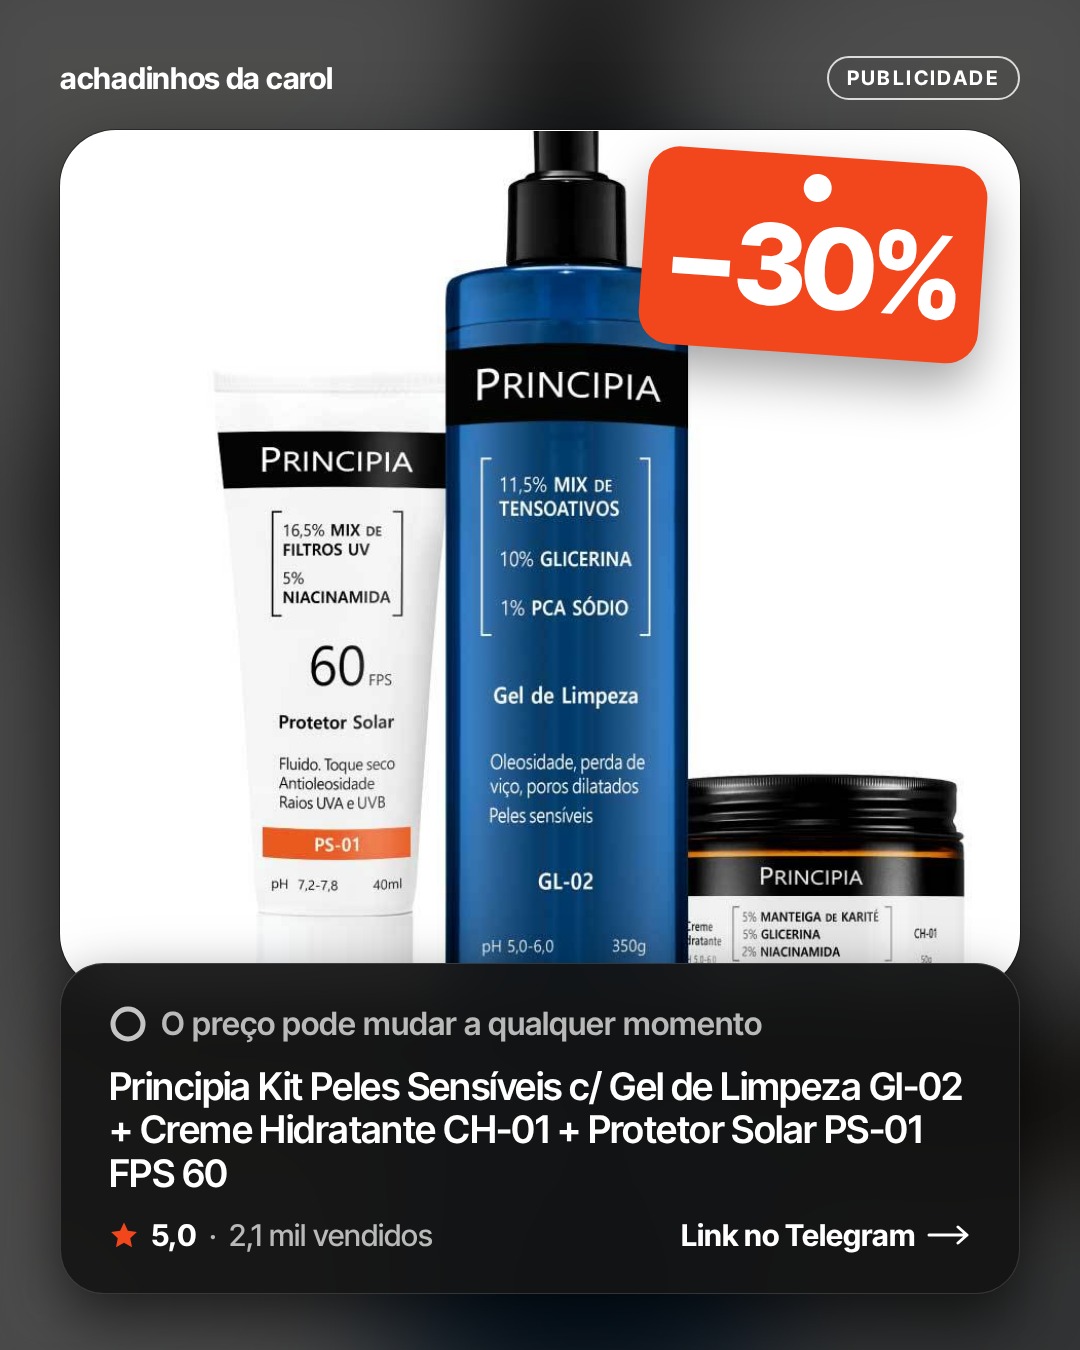 achadinhos da carol
PUBLICIDADE
-30%
PRINCIPIA
16,5% MIX DE
FILTROS UV
5%
NIACINAMIDA
60 FPS
Protetor Solar
Fluido. Toque seco
Antioleosidade
Raios UVA e UVB
PS-01
pH 7,2-7,8 40ml
PRINCIPIA
11,5% MIX DE
TENSOATIVOS
10% GLICERINA
1% PCA SÓDIO
Gel de Limpeza
Oleosidade, perda de
viço, poros dilatados
Peles sensíveis
GL-02
pH 5,0-6,0 350g
PRINCIPIA
5% MANTEIGA DE KARITÉ
5% GLICERINA
2% NIACINAMIDA
CH-01
50g
O preço pode mudar a qualquer momento
Principia Kit Peles Sensíveis c/ Gel de Limpeza Gl-02
+ Creme Hidratante CH-01 + Protetor Solar PS-01
FPS 60
5,0 · 2,1 mil vendidos
Link no Telegram →